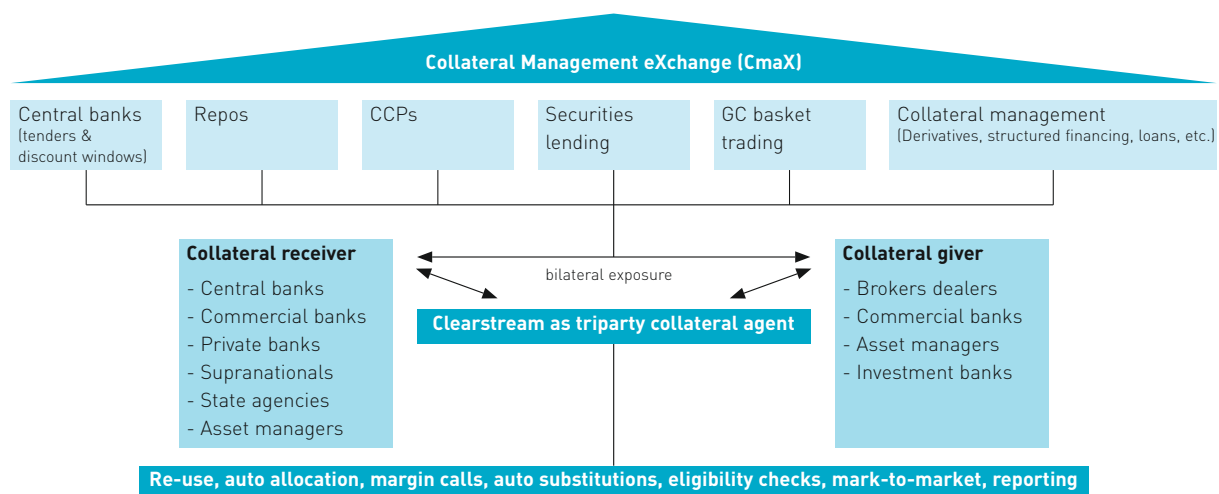 Collateral Management eXchange (CmaX)
Central banks
(tenders &
discount windows)
Repos
CCPs
Securities
lending
GC basket
trading
Collateral management
(Derivatives, structured financing, loans, etc.)
Collateral receiver
- Central banks
- Commercial banks
- Private banks
- Supranationals
- State agencies
- Asset managers
bilateral exposure
Clearstream as triparty collateral agent
Collateral giver
- Brokers dealers
- Commercial banks
- Asset managers
- Investment banks
Re-use, auto allocation, margin calls, auto substitutions, eligibility checks, mark-to-market, reporting